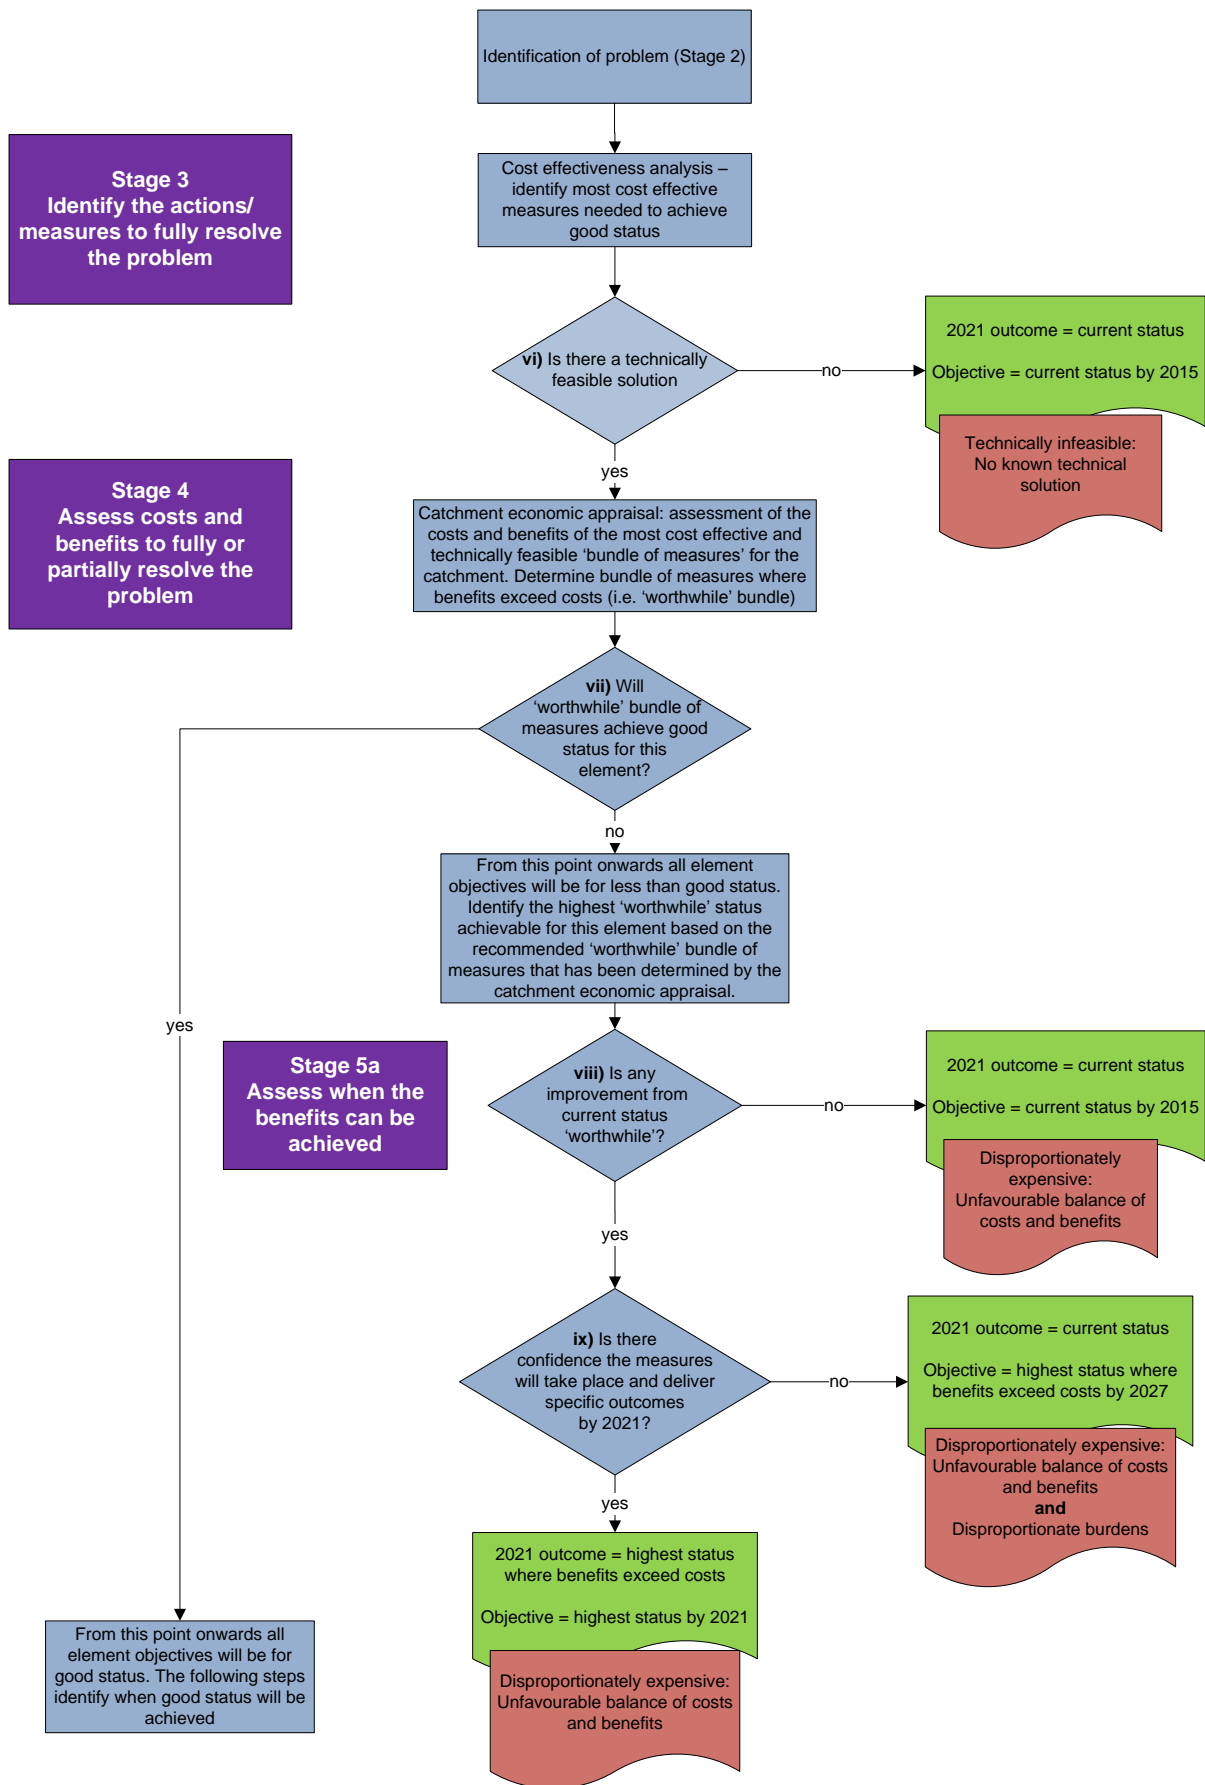 Identification of problem (Stage 2)
Stage 3
Identify the actions/
measures to fully resolve
the problem
Cost effectiveness analysis –
identify most cost effective
measures needed to achieve
good status
vi) Is there a technically
feasible solution
no
2021 outcome = current status
Objective = current status by 2015
Technically infeasible:
No known technical
solution
yes
Stage 4
Assess costs and
benefits to fully or
partially resolve the
problem
Catchment economic appraisal: assessment of the
costs and benefits of the most cost effective and
technically feasible ‘bundle of measures’ for the
catchment. Determine bundle of measures where
benefits exceed costs (i.e. ‘worthwhile’ bundle)
vii) Will
‘worthwhile’ bundle of
measures achieve good
status for this
element?
no
From this point onwards all element
objectives will be for less than good status.
Identify the highest ‘worthwhile’ status
achievable for this element based on the
recommended ‘worthwhile’ bundle of
measures that has been determined by the
catchment economic appraisal.
yes
Stage 5a
Assess when the
benefits can be
achieved
viii) Is any
improvement from
current status
‘worthwhile’?
no
2021 outcome = current status
Objective = current status by 2015
Disproportionately
expensive:
Unfavourable balance of
costs and benefits
yes
ix) Is there
confidence the measures
will take place and deliver
specific outcomes
by 2021?
no
2021 outcome = current status
Objective = highest status where
benefits exceed costs by 2027
Disproportionately expensive:
Unfavourable balance of costs
and benefits
and
Disproportionate burdens
yes
2021 outcome = highest status
where benefits exceed costs
Objective = highest status by 2021
Disproportionately expensive:
Unfavourable balance of costs
and benefits
From this point onwards all
element objectives will be for
good status. The following steps
identify when good status will be
achieved